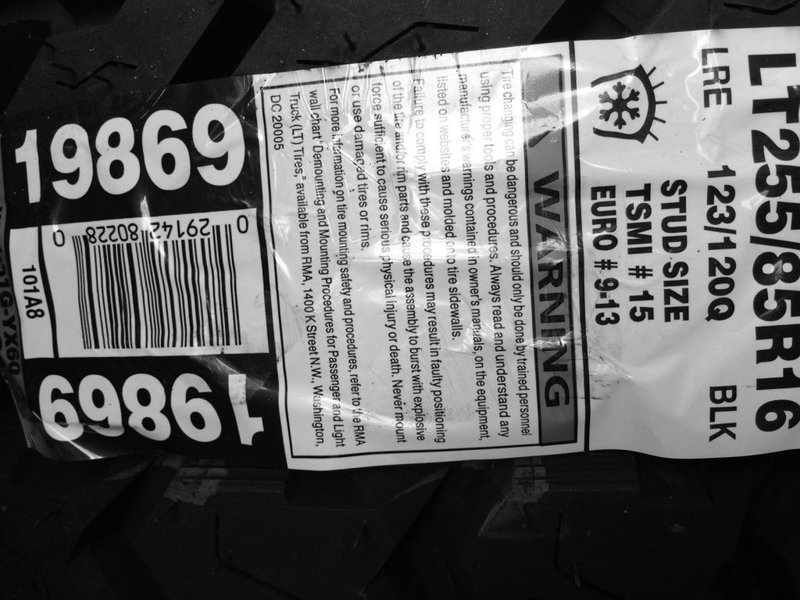 LT255/85R16
LRE 123/120Q BLK
STUD SIZE
TSMI # 15
EURO # 9-13
WARNING
Tire changing can be dangerous and should only be done by trained personnel
using proper tools and procedures. Always read and understand any
manufacturer's warnings contained in owner's manuals, on the equipment,
listed on websites and molded onto tire sidewalls.
Failure to comply with these procedures may result in faulty positioning
of the tire and/or rim parts and cause the assembly to burst with explosive
force sufficient to cause serious physical injury or death. Never mount
or use damaged tires or rims.
For more information on tire mounting safety and procedures, refer to the RMA
wall chart "Demounting and Mounting Procedures for Passenger and Light
Truck (LT) Tires," available from RMA, 1400 K Street N.W., Washington,
DC 20005
19869
0 29142 80228 0
101A8
19869